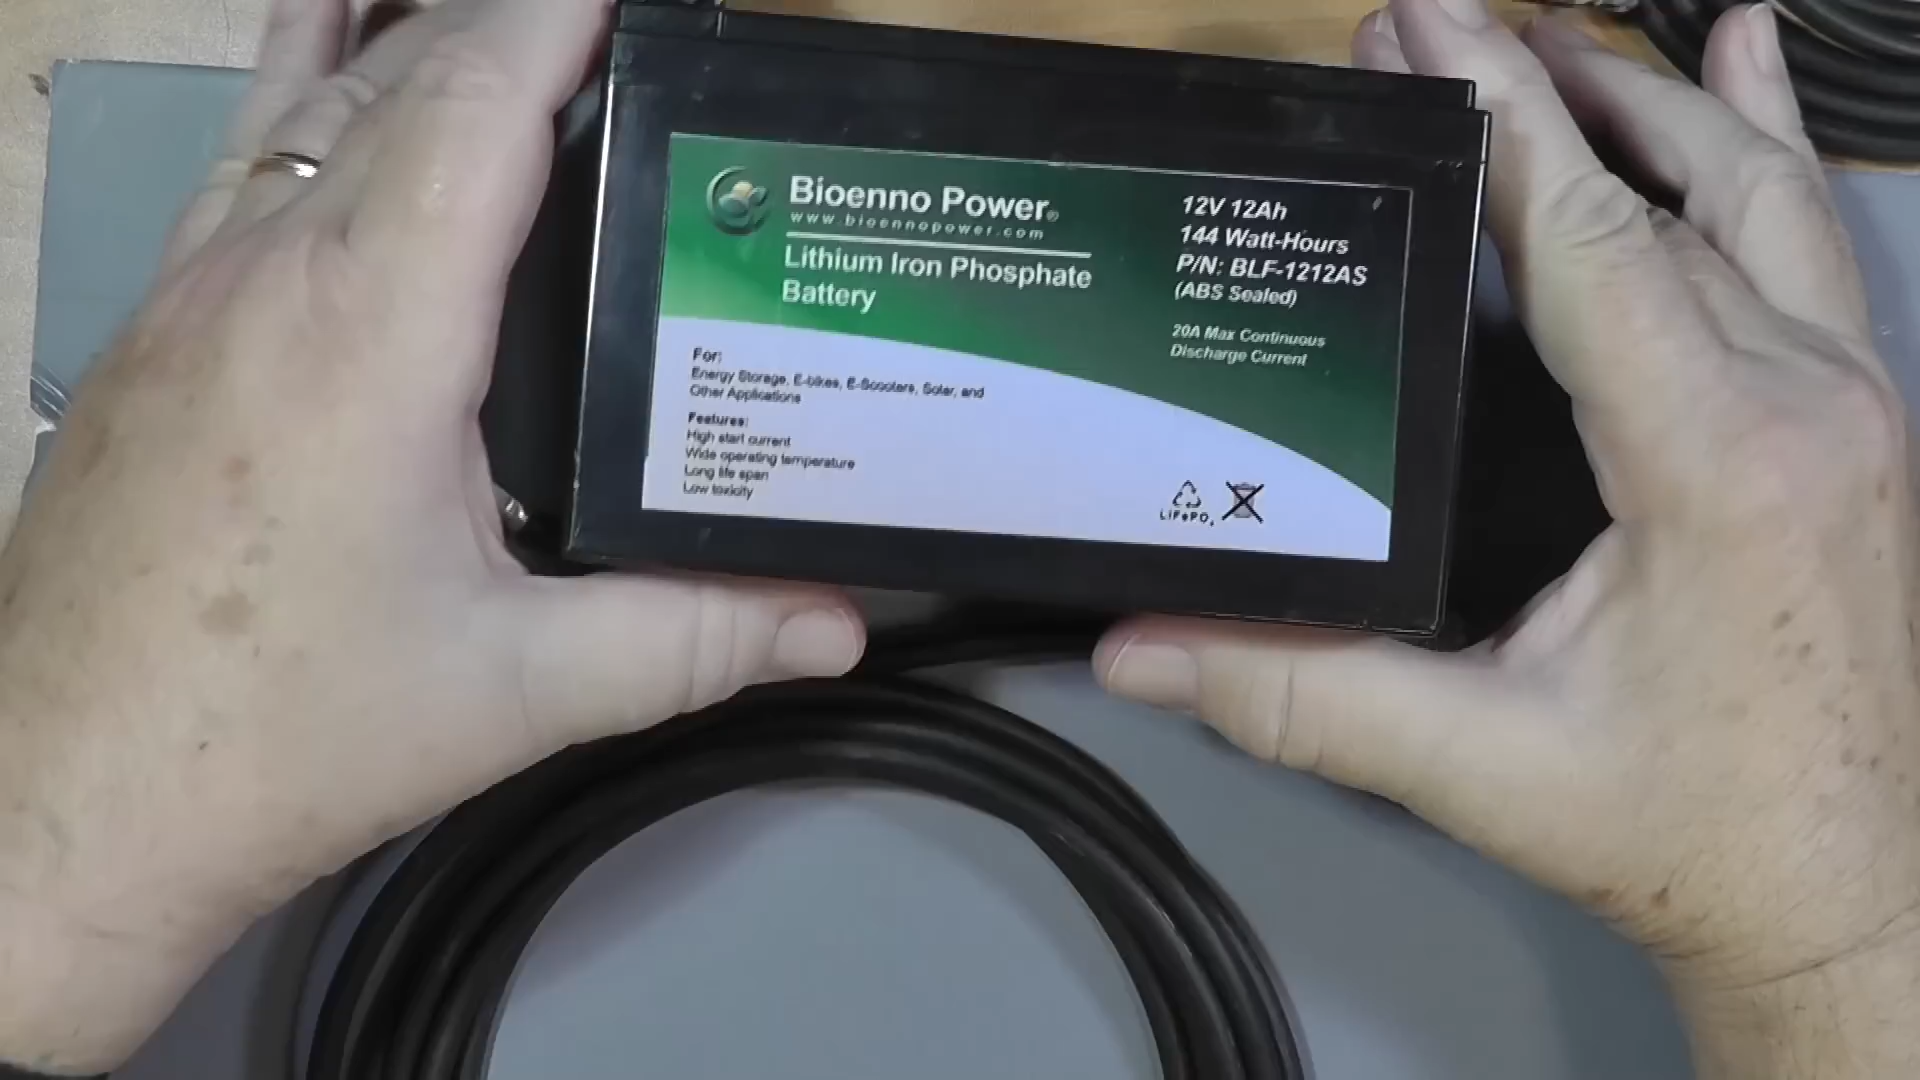 Bioenno Power®
www.bioennopower.com
Lithium Iron Phosphate
Battery
12V 12Ah
144 Watt-Hours
P/N: BLF-1212AS
(ABS Sealed)
20A Max Continuous
Discharge Current
For:
Energy Storage, E-bikes, E-Scooters, Solar, and
Other Applications
Features:
High start current
Wide operating temperature
Long life span
Low toxicity
LiFePO₄